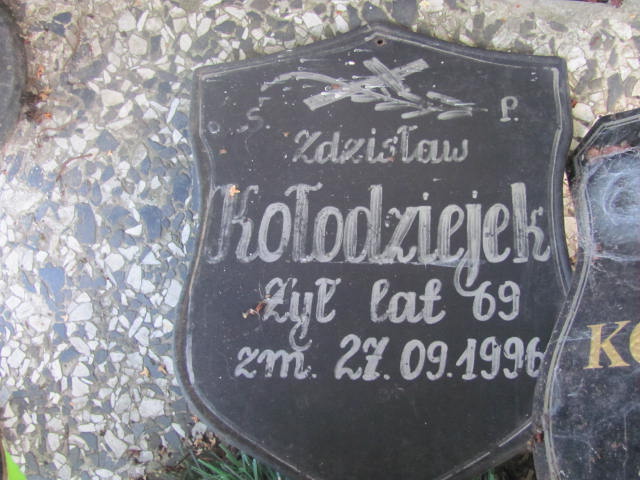 Ś. P.
Zdzisław
Kołodziejek
Żył lat 69
zm. 27.09.1996